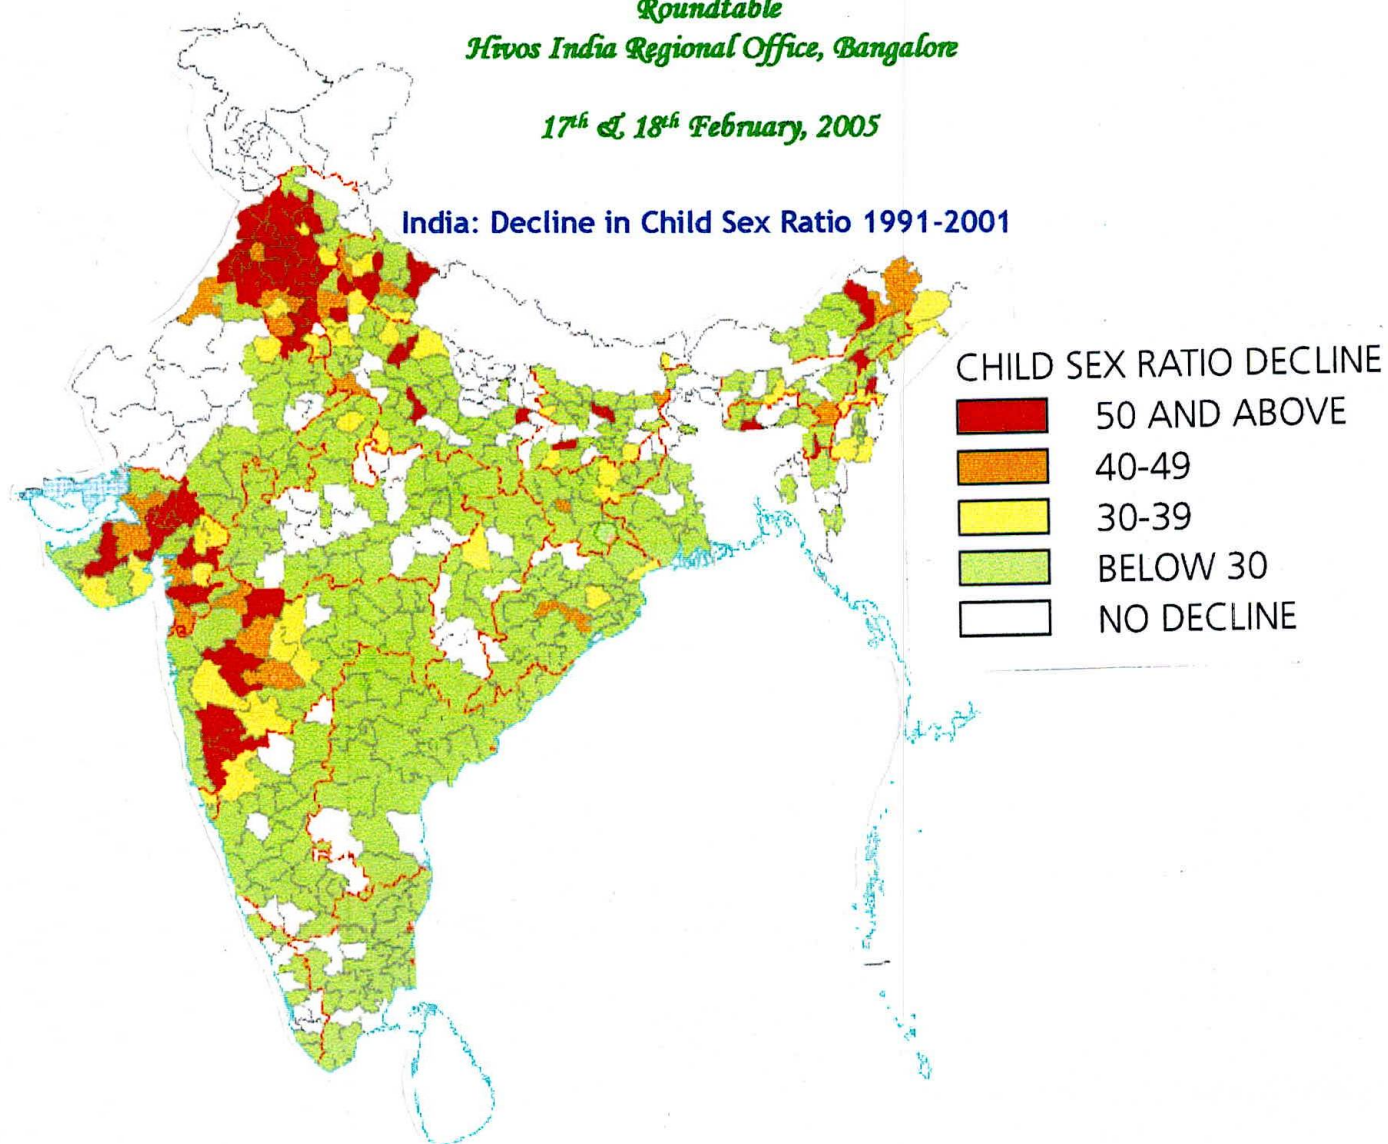 Roundtable
Hivos India Regional Office, Bangalore
17th & 18th February, 2005
India: Decline in Child Sex Ratio 1991-2001
CHILD SEX RATIO DECLINE
50 AND ABOVE
40-49
30-39
BELOW 30
NO DECLINE